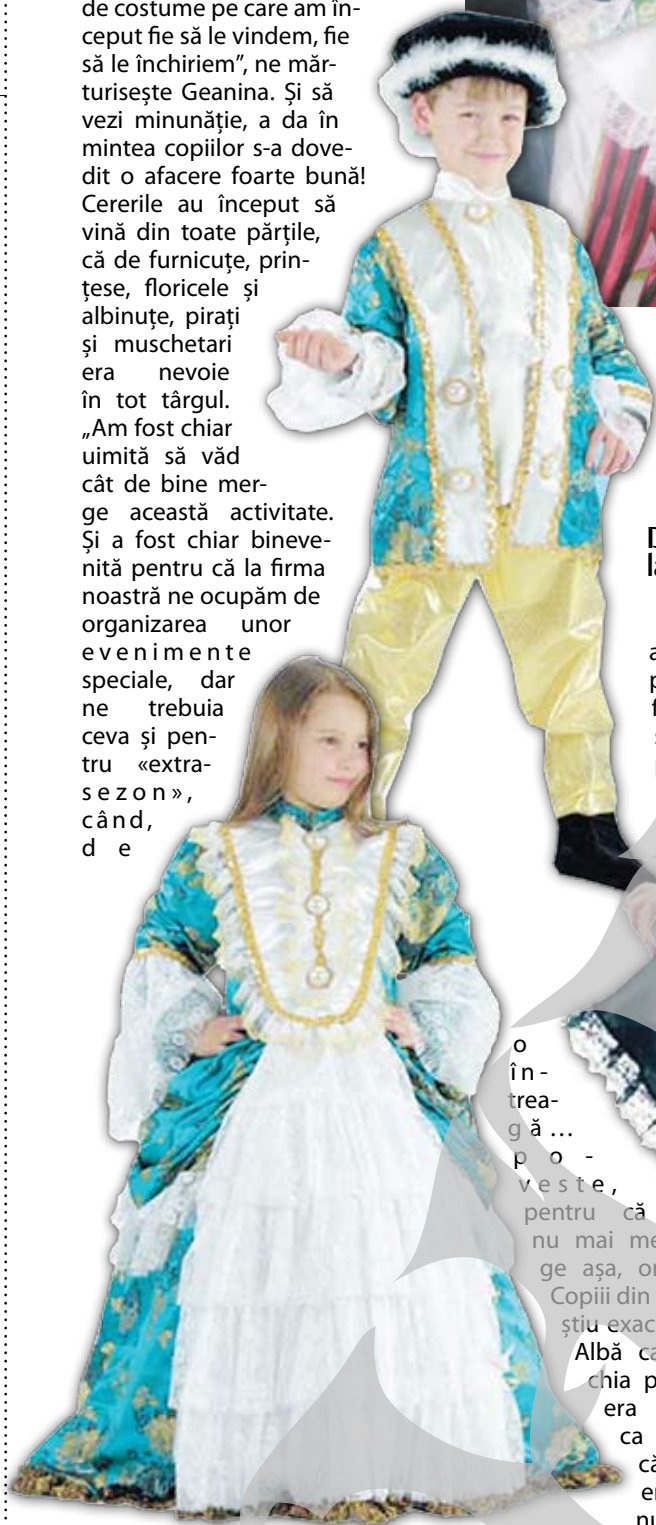 de costume pe care am în-
ceput fie să le vindem, fie
să le închiriem”, ne măr-
turisește Geanina. Și să
vezi minunăție, a da în
mintea copiilor s-a dove-
dit o afacere foarte bună!
Cererile au început să
vină din toate părțile,
că de furnicuțe, prin-
țese, floricele și
albinuțe, pirați
și muschetari
era nevoie
în tot târgul.
„Am fost chiar
uimită să văd
cât de bine mer-
ge această activitate.
Și a fost chiar bineve-
nită pentru că la firma
noastră ne ocupăm de
organizarea unor
evenimente
speciale, dar
ne trebuia
ceva și pen-
tru «extra-
sezon»,
când,
de
o
în-
trea-
gă...
po-
veste,
pentru că
nu mai
ge așa,
Copiii din
știu
Albă
chia
era
ca